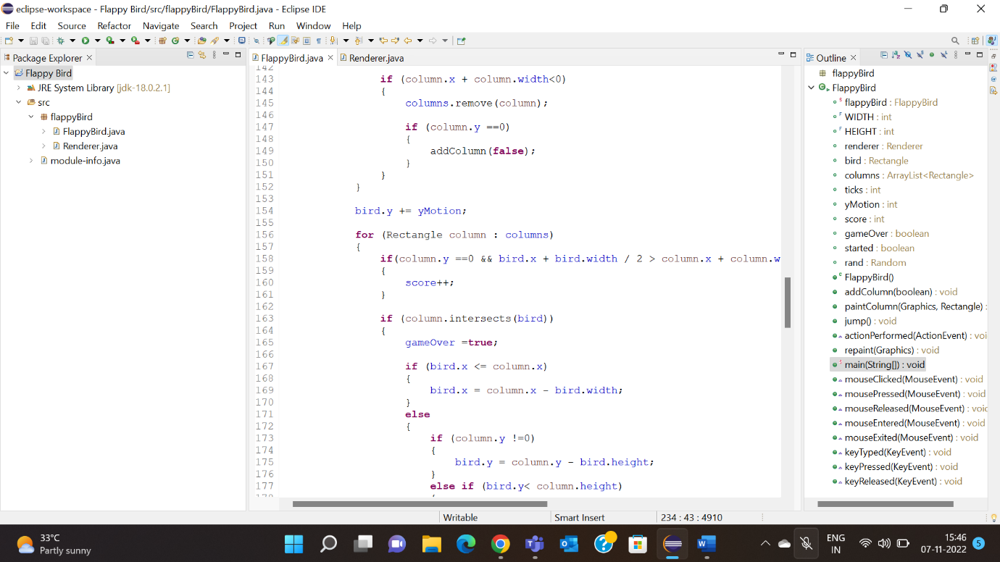 eclipse-workspace - Flappy Bird/src/flappyBird/FlappyBird.java - Eclipse IDE
File Edit Source Refactor Navigate Search Project Run Window Help
Package Explorer
Flappy Bird
JRE System Library [jdk-18.0.2.1]
src
flappyBird
FlappyBird.java
Renderer.java
module-info.java
FlappyBird.java Renderer.java
142
143 if (column.x + column.width<0)
144 {
145 columns.remove(column);
146
147 if (column.y ==0)
148 {
149 addColumn(false);
150 }
151 }
152 }
153
154 bird.y += yMotion;
155
156 for (Rectangle column : columns)
157 {
158 if(column.y ==0 && bird.x + bird.width / 2 > column.x + column.w
159 {
160 score++;
161 }
162
163 if (column.intersects(bird))
164 {
165 gameOver =true;
166
167 if (bird.x <= column.x)
168 {
169 bird.x = column.x - bird.width;
170 }
171 else
172 {
173 if (column.y !=0)
174 {
175 bird.y = column.y - bird.height;
176 }
177 else if (bird.y< column.height)
Outline
flappyBird
FlappyBird
flappyBird : FlappyBird
WIDTH : int
HEIGHT : int
renderer : Renderer
bird : Rectangle
columns : ArrayList<Rectangle>
ticks : int
yMotion : int
score : int
gameOver : boolean
started : boolean
rand : Random
FlappyBird()
addColumn(boolean) : void
paintColumn(Graphics, Rectangle) :
jump() : void
actionPerformed(ActionEvent) : voi
repaint(Graphics) : void
main(String[]) : void
mouseClicked(MouseEvent) : void
mousePressed(MouseEvent) : void
mouseReleased(MouseEvent) : voic
mouseEntered(MouseEvent) : void
mouseExited(MouseEvent) : void
keyTyped(KeyEvent) : void
keyPressed(KeyEvent) : void
keyReleased(KeyEvent) : void
Writable Smart Insert 234 : 43 : 4910
33°C
Partly sunny
ENG
IN
15:46
07-11-2022
5